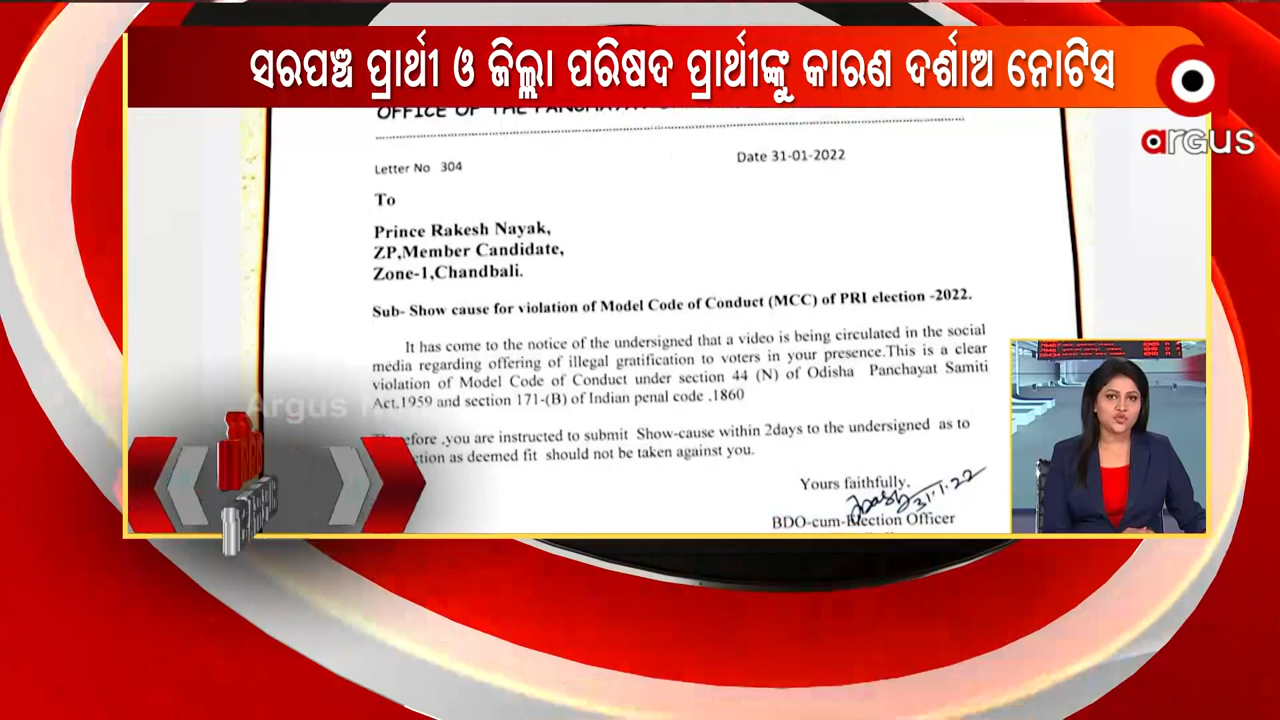 ସରପଞ୍ଚ ପ୍ରାର୍ଥୀ ଓ ଜିଲ୍ଲା ପରିଷଦ ପ୍ରାର୍ଥୀଙ୍କୁ କାରଣ ଦର୍ଶାଅ ନୋଟିସ
argus
OFFICE OF THE
Letter No 304
Date 31-01-2022
To
Prince Rakesh Nayak,
ZP,Member Candidate,
Zone-1,Chandbali.
Sub- Show cause for violation of Model Code of Conduct (MCC) of PRI election -2022.
It has come to the notice of the undersigned that a video is being circulated in the social
media regarding offering of illegal gratification to voters in your presence.This is a clear
violation of Model Code of Conduct under section 44 (N) of Odisha Panchayat Samiti
Act,1959 and section 171-(B) of Indian penal code .1860
Argus
,you are instructed to submit Show-cause within 2days to the undersigned as to
as deemed fit should not be taken against you.
Yours faithfully.
31.1.22
BDO-cum-Election Officer